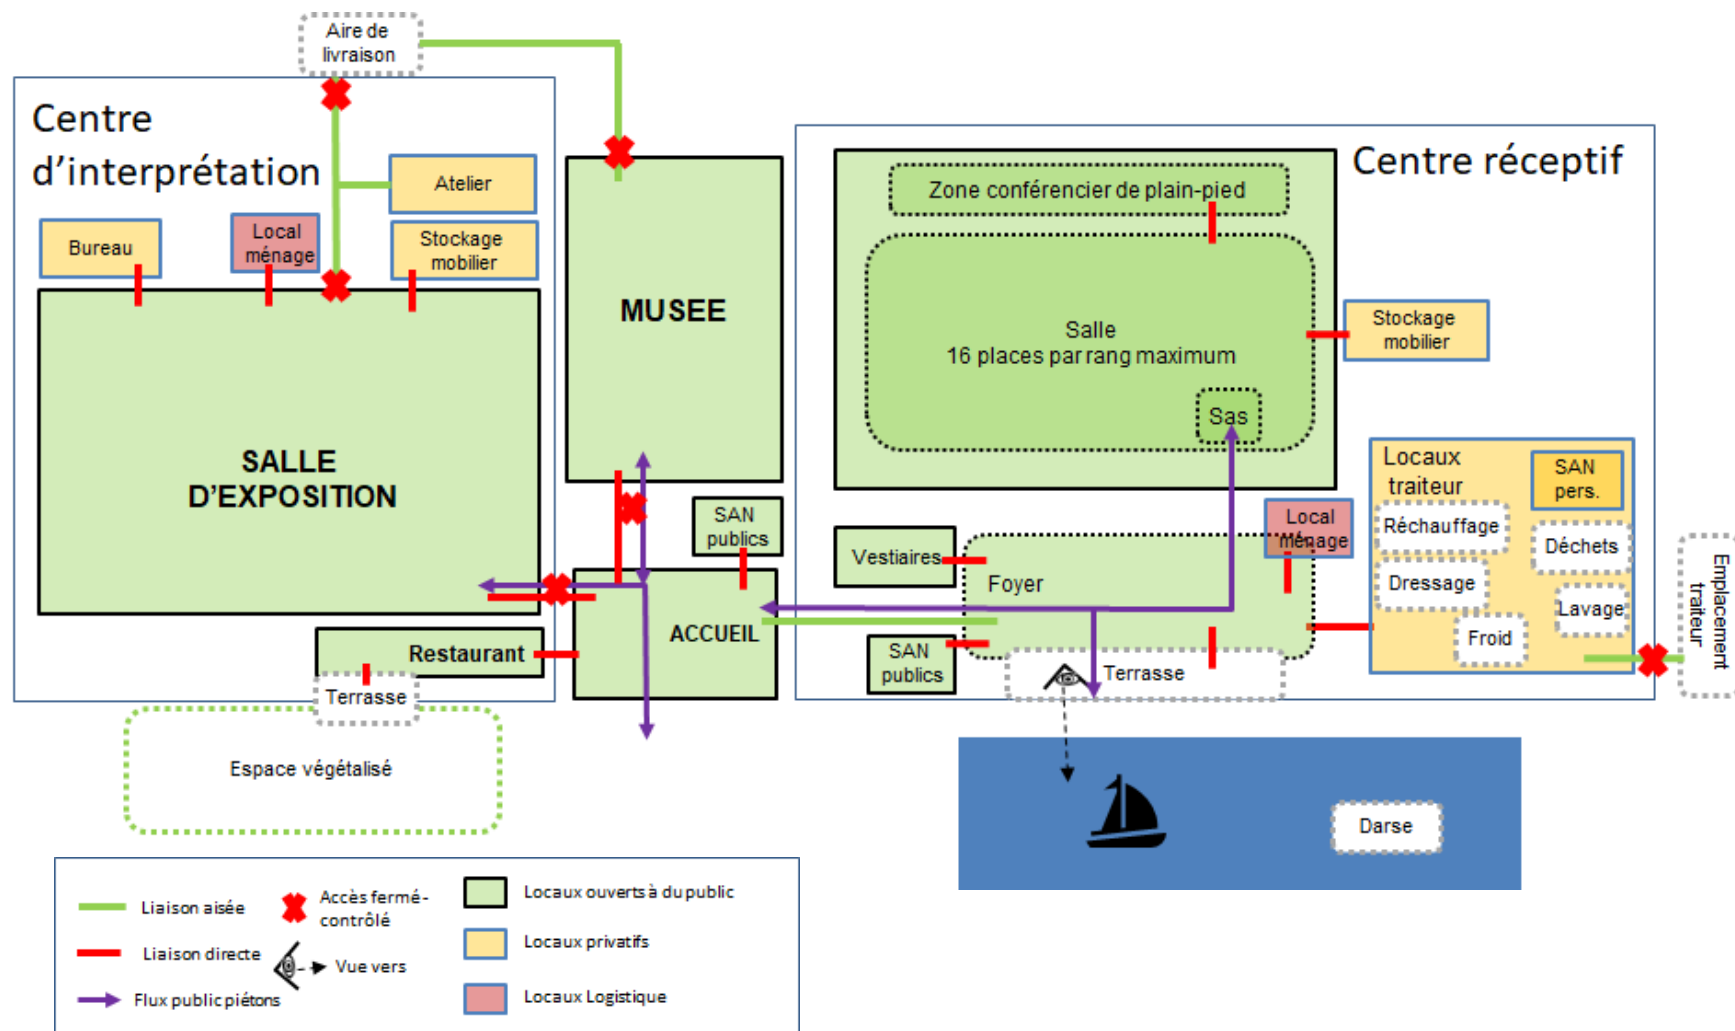 Aire de
livraison
Centre
d’interprétation
Atelier
Bureau
Local
ménage
Stockage
mobilier
SALLE
D’EXPOSITION
MUSEE
SAN
publics
ACCUEIL
Restaurant
Terrasse
Espace végétalisé
Centre réceptif
Zone conférencier de plain-pied
Salle
16 places par rang maximum
Sas
Stockage
mobilier
Locaux
traiteur
SAN
pers.
Réchauffage
Déchets
Dressage
Lavage
Froid
Emplacement
traiteur
Local
ménage
Vestiaires
Foyer
SAN
publics
Terrasse
Darse
Liaison aisée
Accès fermé-
contrôlé
Locaux ouverts à du public
Liaison directe
Vue vers
Locaux privatifs
Flux public piétons
Locaux Logistique